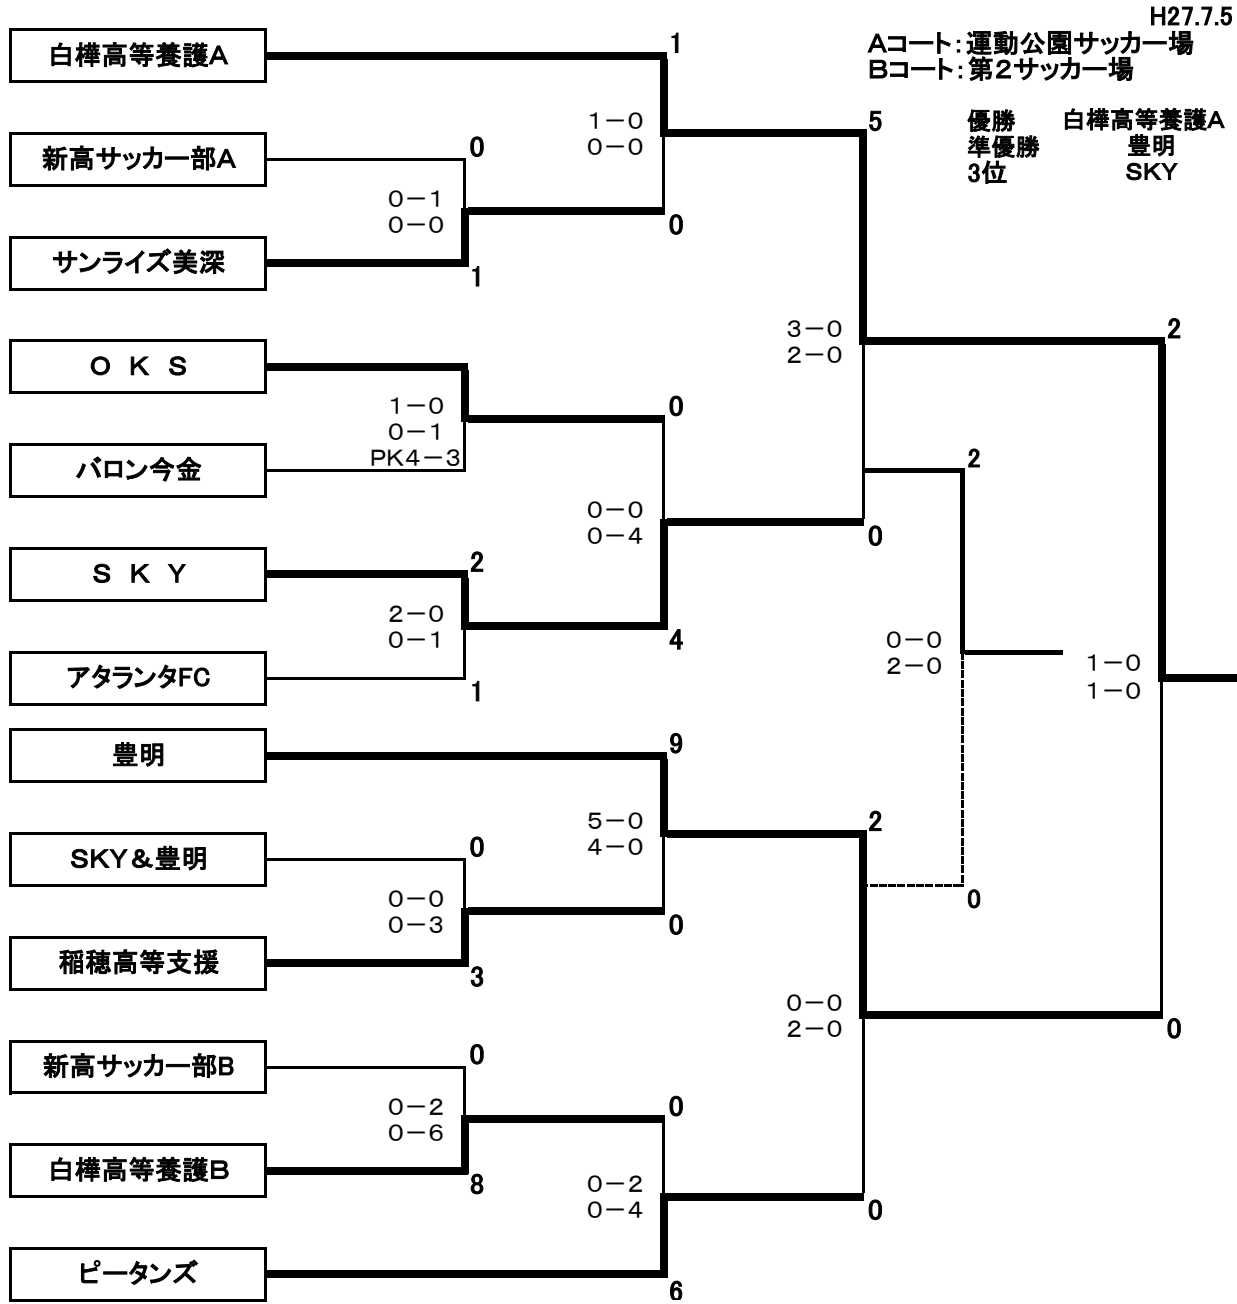 H27.7.5
Aコート：運動公園サッカー場
Bコート：第2サッカー場
優勝 白樺高等養護A
準優勝 豊明
3位 SKY
白樺高等養護A
1
1－0
0－0
5
新高サッカー部A
0
0－1
0－0
0
サンライズ美深
1
3－0
2－0
2
O K S
1－0
0－1
PK4－3
0
バロン今金
2
0－0
0－4
0
S K Y
2
2－0
0－1
4
アタランタFC
1
0－0
2－0
1－0
1－0
豊明
9
5－0
4－0
2
SKY＆豊明
0
0－0
0－3
0
0
稲穂高等支援
3
0－0
2－0
0
新高サッカー部B
0
0－2
0－6
0
白樺高等養護B
8
0－2
0－4
0
ピータンズ
6